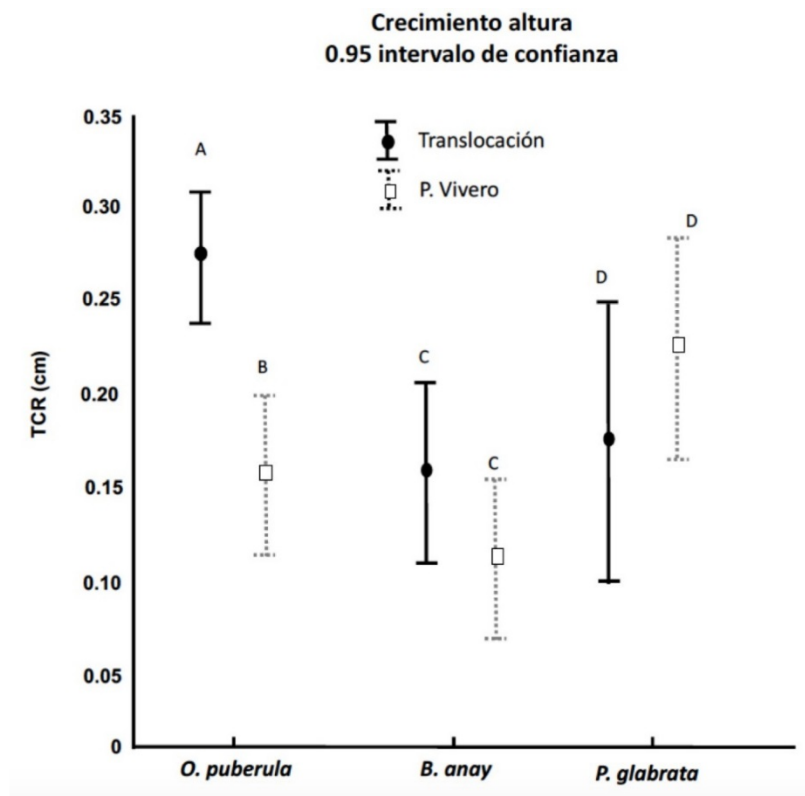 Crecimiento altura
0.95 intervalo de confianza
Translocación
P. Vivero
TCR (cm)
0.35
0.30
0.25
0.20
0.15
0.10
0.05
0
A
B
C
C
D
D
O. puberula
B. anay
P. glabrata